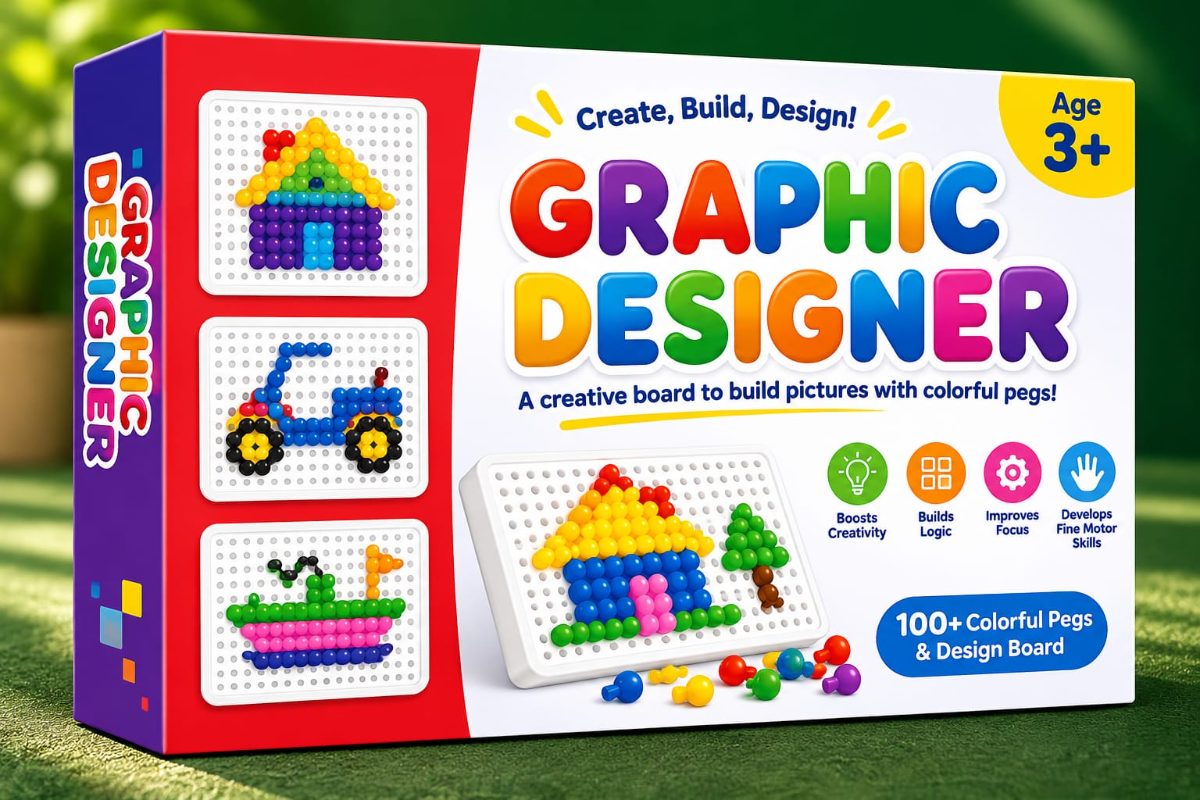 GRAPHIC
DESIGNER
Create, Build, Design!
Age
3+
GRAPHIC
DESIGNER
A creative board to build pictures with colorful pegs!
Boosts
Creativity
Builds
Logic
Improves
Focus
Develops
Fine Motor
Skills
100+ Colorful Pegs
& Design Board